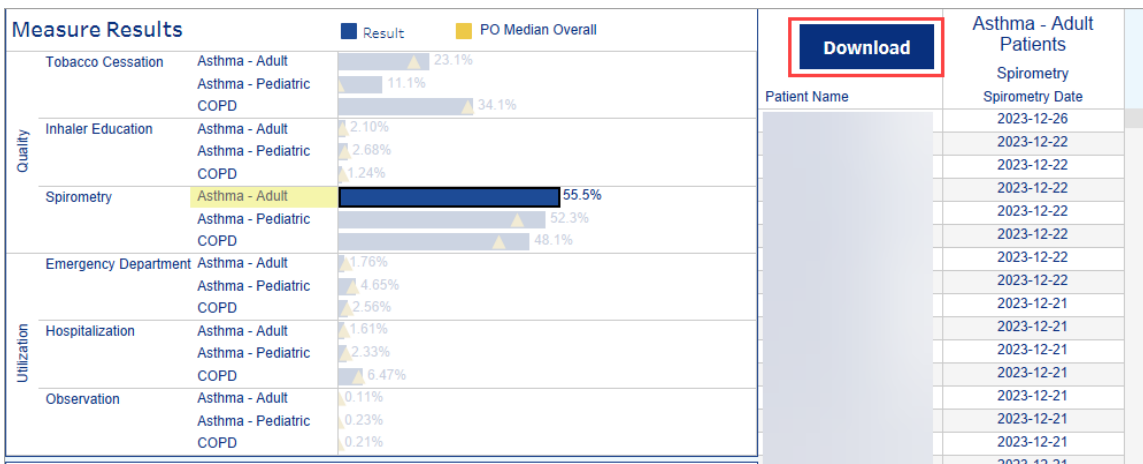 Measure Results
Result
PO Median Overall
Quality
Tobacco Cessation Asthma - Adult 23.1%
Asthma - Pediatric 11.1%
COPD 34.1%
Inhaler Education Asthma - Adult 2.10%
Asthma - Pediatric 2.68%
COPD 1.24%
Spirometry Asthma - Adult 55.5%
Asthma - Pediatric 52.3%
COPD 48.1%
Utilization
Emergency Department Asthma - Adult 1.76%
Asthma - Pediatric 4.65%
COPD 2.56%
Hospitalization Asthma - Adult 1.61%
Asthma - Pediatric 2.33%
COPD 6.47%
Observation Asthma - Adult 0.11%
Asthma - Pediatric 0.23%
COPD 0.21%
Download
Asthma - Adult
Patients
Spirometry
Patient Name Spirometry Date
2023-12-26
2023-12-22
2023-12-22
2023-12-22
2023-12-22
2023-12-22
2023-12-22
2023-12-22
2023-12-21
2023-12-21
2023-12-21
2023-12-21
2023-12-21
2023-12-21
2023-12-21
2023-12-21